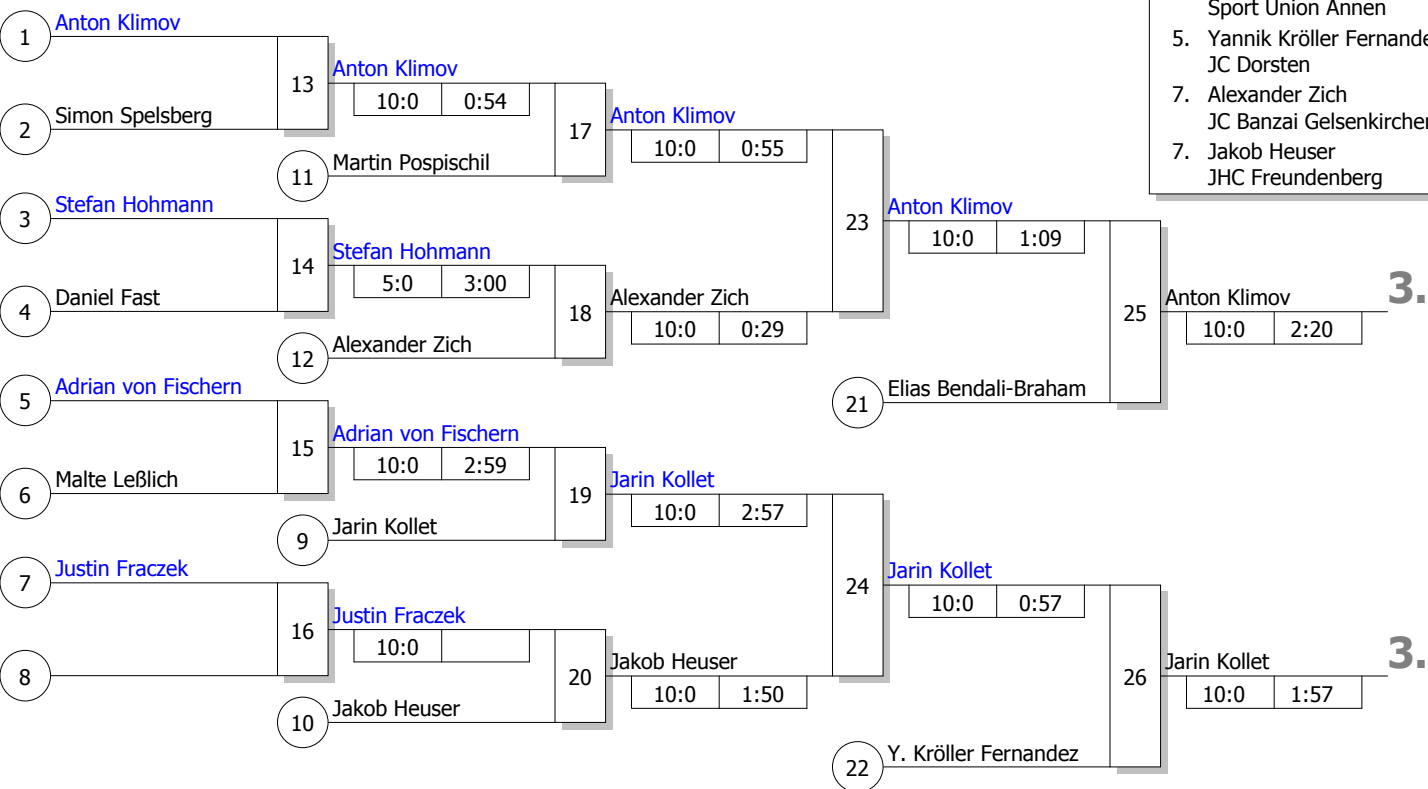 Sport Union Annen
5. Yannik Kröller Fernande
JC Dorsten
7. Alexander Zich
JC Banzai Gelsenkirchen
7. Jakob Heuser
JHC Freundenberg
1 Anton Klimov
2 Simon Spelsberg
13 Anton Klimov
10:0 0:54
11 Martin Pospischil
17 Anton Klimov
10:0 0:55
3 Stefan Hohmann
4 Daniel Fast
14 Stefan Hohmann
5:0 3:00
12 Alexander Zich
18 Alexander Zich
10:0 0:29
23 Anton Klimov
10:0 1:09
21 Elias Bendali-Braham
25 Anton Klimov
10:0 2:20
3.
5 Adrian von Fischern
6 Malte Leßlich
15 Adrian von Fischern
10:0 2:59
9 Jarin Kollet
19 Jarin Kollet
10:0 2:57
7 Justin Fraczek
8
16 Justin Fraczek
10:0
10 Jakob Heuser
20 Jakob Heuser
10:0 1:50
24 Jarin Kollet
10:0 0:57
22 Y. Kröller Fernandez
26 Jarin Kollet
10:0 1:57
3.